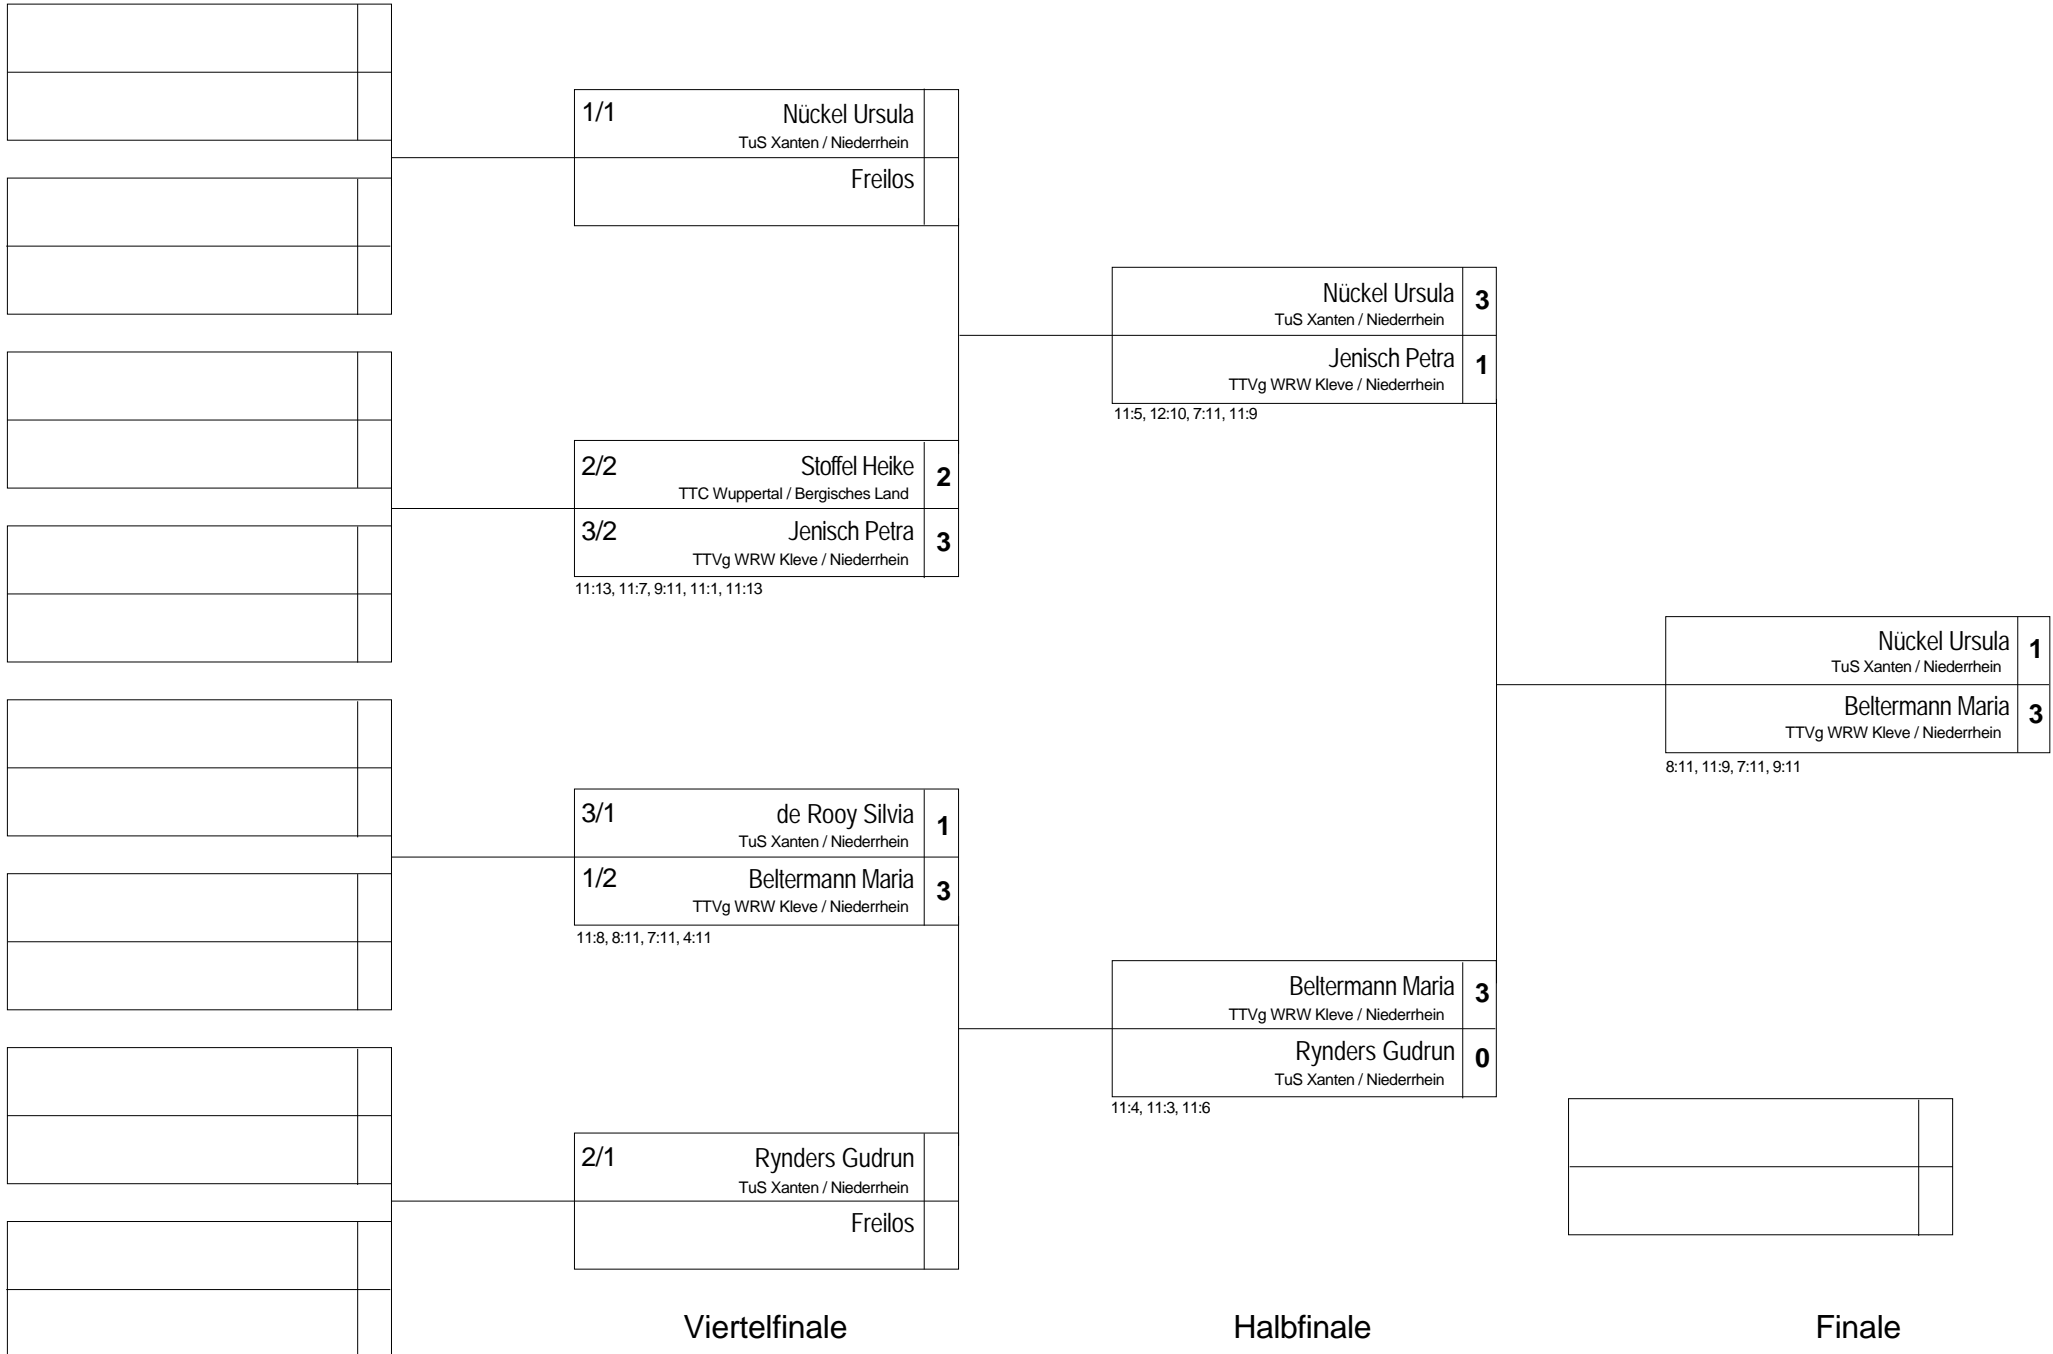 1/1 Nückel Ursula
TuS Xanten / Niederrhein
Freilos
2/2 Stoffel Heike 2
TTC Wuppertal / Bergisches Land
3/2 Jenisch Petra 3
TTVg WRW Kleve / Niederrhein
11:13, 11:7, 9:11, 11:1, 11:13
3/1 de Rooy Silvia 1
TuS Xanten / Niederrhein
1/2 Beltermann Maria 3
TTVg WRW Kleve / Niederrhein
11:8, 8:11, 7:11, 4:11
2/1 Rynders Gudrun
TuS Xanten / Niederrhein
Freilos
Viertelfinale
Nückel Ursula 3
TuS Xanten / Niederrhein
Jenisch Petra 1
TTVg WRW Kleve / Niederrhein
11:5, 12:10, 7:11, 11:9
Beltermann Maria 3
TTVg WRW Kleve / Niederrhein
Rynders Gudrun 0
TuS Xanten / Niederrhein
11:4, 11:3, 11:6
Halbfinale
Nückel Ursula 1
TuS Xanten / Niederrhein
Beltermann Maria 3
TTVg WRW Kleve / Niederrhein
8:11, 11:9, 7:11, 9:11
Finale